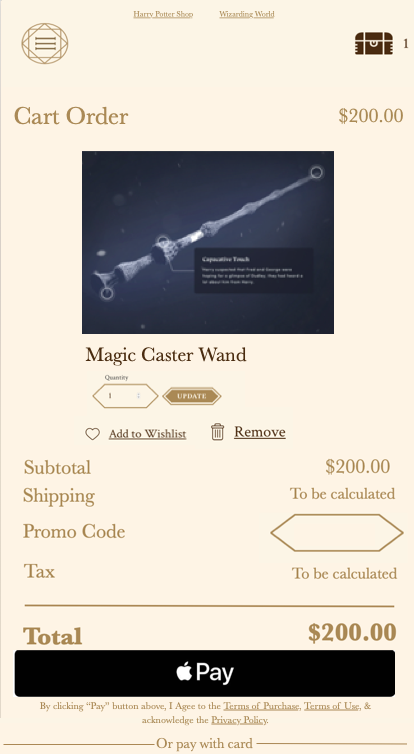 Harry Potter Shop Wizarding World
1
Cart Order $200.00
Capacative Touch
Harry suspected that Fred and George were
hoping for a glimpse of Dudley, they had heard a
lot about him from Harry
Magic Caster Wand
Quantity
1
UPDATE
Add to Wishlist Remove
Subtotal $200.00
Shipping To be calculated
Promo Code
Tax To be calculated
Total $200.00
Pay
By clicking “Pay” button above, I Agree to the Terms of Purchase, Terms of Use, &
acknowledge the Privacy Policy.
Or pay with card